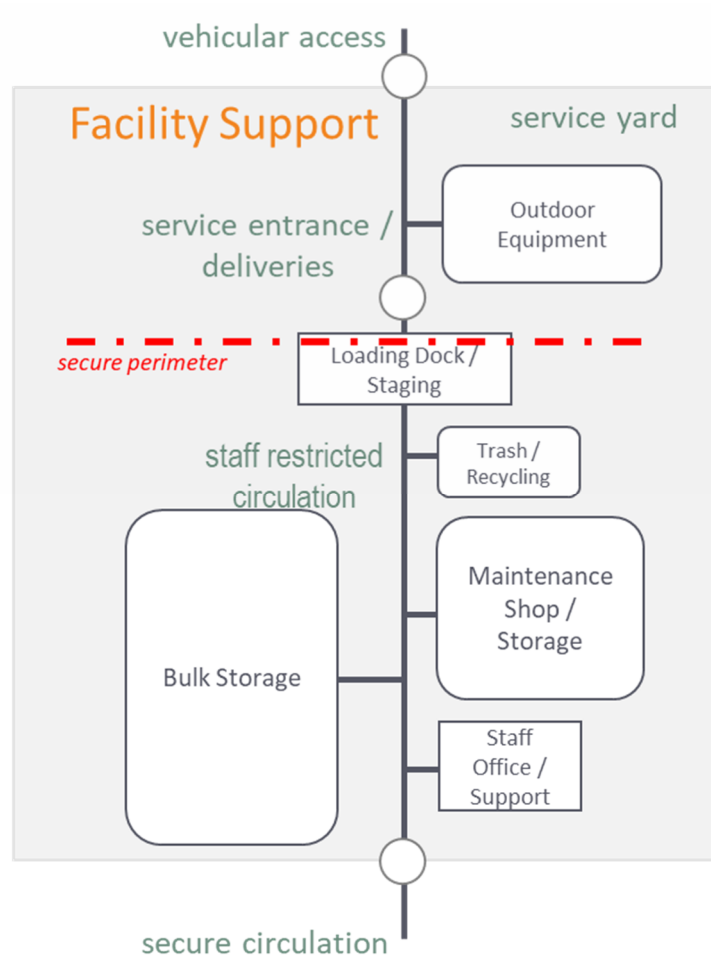 vehicular access
Facility Support
service yard
Outdoor
Equipment
service entrance /
deliveries
secure perimeter
Loading Dock /
Staging
staff restricted
circulation
Trash /
Recycling
Maintenance
Shop /
Storage
Bulk Storage
Staff
Office /
Support
secure circulation